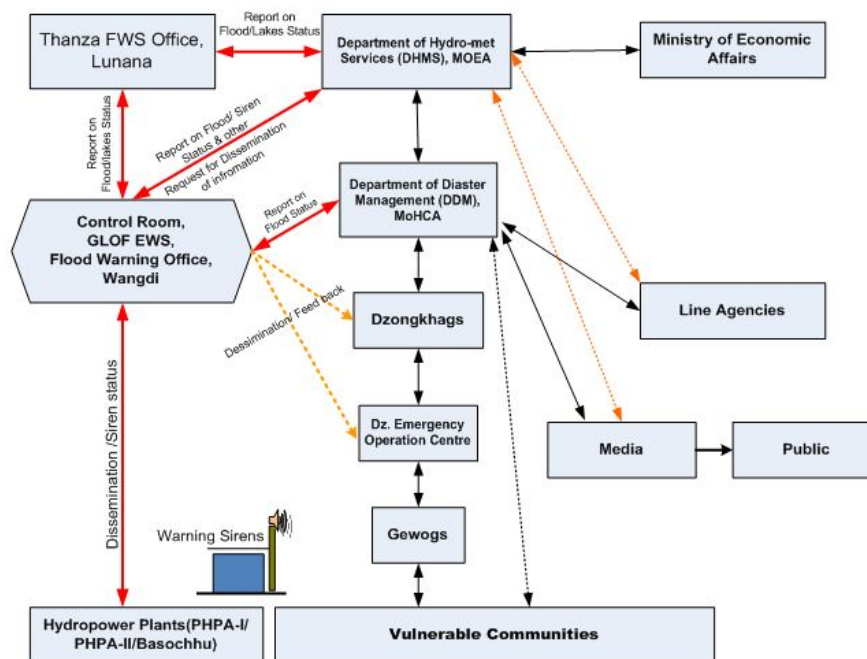 Report on
Flood/Lakes Status
Thanza FWS Office,
Lunana
Department of Hydro-met
Services (DHMS), MOEA
Ministry of Economic
Affairs
Report on
Flood/lakes Status
Report on Flood/ Siren
Status & other
Request for Dissemination
of infromation
Report on
Flood Status
Department of Diaster
Management (DDM),
MoHCA
Control Room,
GLOF EWS,
Flood Warning Office,
Wangdi
Dessimination/ Feed back
Dzongkhags
Line Agencies
Dissemination /Siren status
Dz. Emergency
Operation Centre
Media
Public
Warning Sirens
Gewogs
Hydropower Plants(PHPA-I/
PHPA-II/Basochhu)
Vulnerable Communities